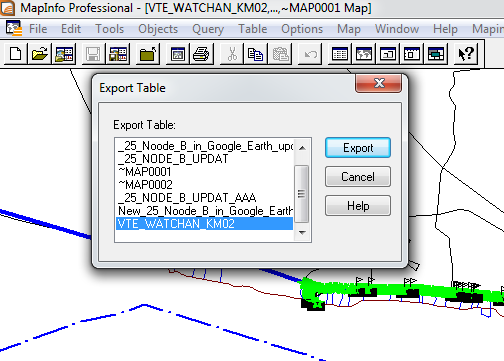 MapInfo Professional - [VTE_WATCHAN_KM02,...,~MAP0001 Map]
File Edit Tools Objects Query Table Options Map Window Help Mapin
Export Table
Export Table:
_25_Noode_B_in_Google_Earth_upd
_25_NODE_B_UPDAT
~MAP0001
~MAP0002
_25_NODE_B_UPDAT_AAA
New_25_Noode_B_in_Google_Earth
VTE_WATCHAN_KM02
Export
Cancel
Help